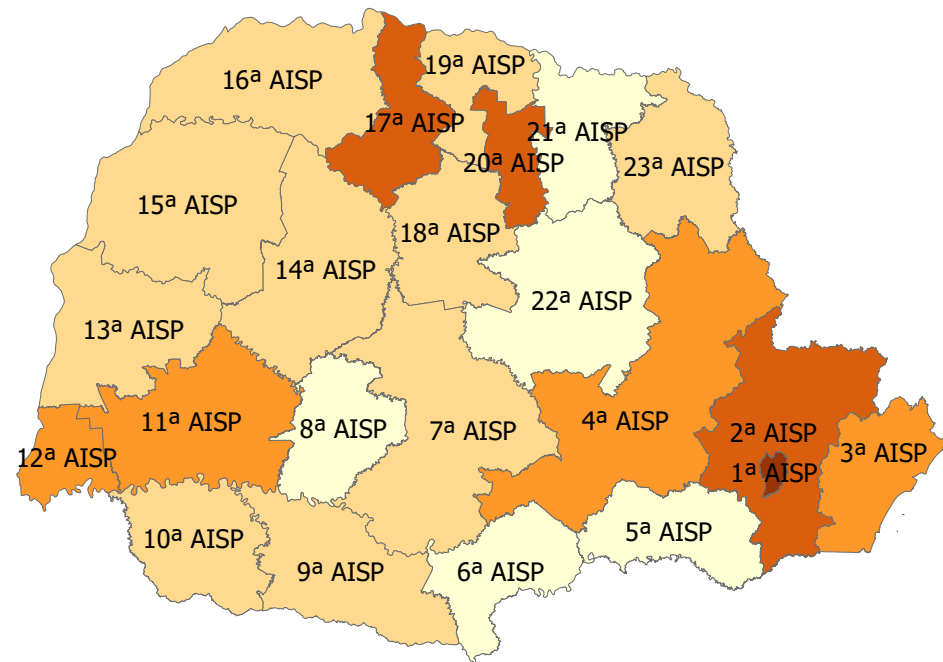 19ª AISP
16ª AISP
17ª AISP
21ª AISP
20ª AISP
23ª AISP
15ª AISP
18ª AISP
14ª AISP
22ª AISP
13ª AISP
11ª AISP
8ª AISP
7ª AISP
4ª AISP
2ª AISP
3ª AISP
12ª AISP
1ª AISP
5ª AISP
10ª AISP
9ª AISP
6ª AISP